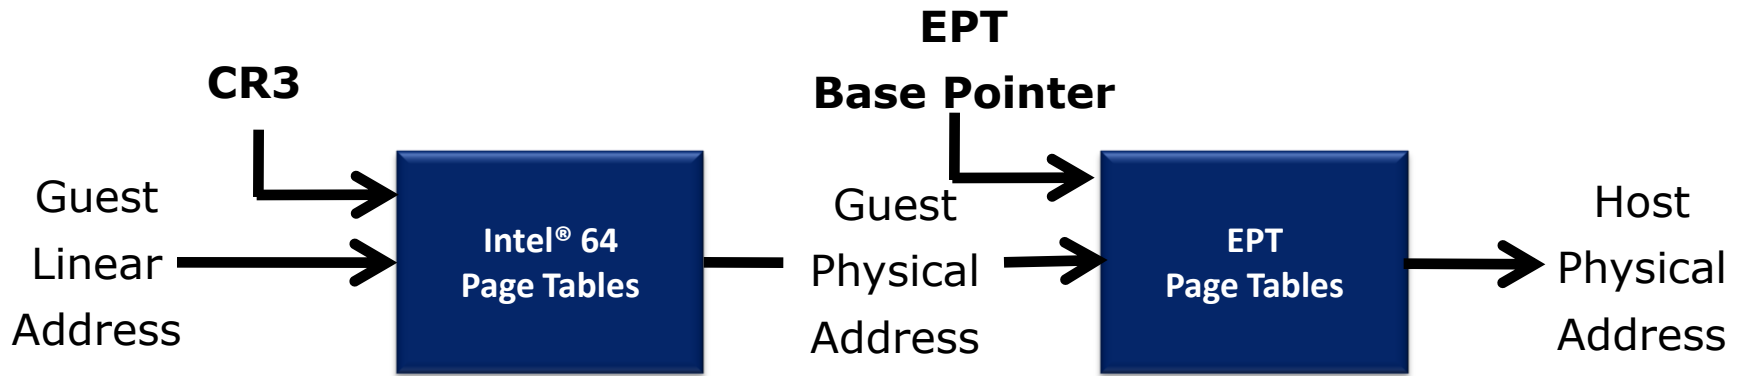 CR3
EPT
Base Pointer
Guest
Linear
Address
Intel® 64
Page Tables
Guest
Physical
Address
EPT
Page Tables
Host
Physical
Address